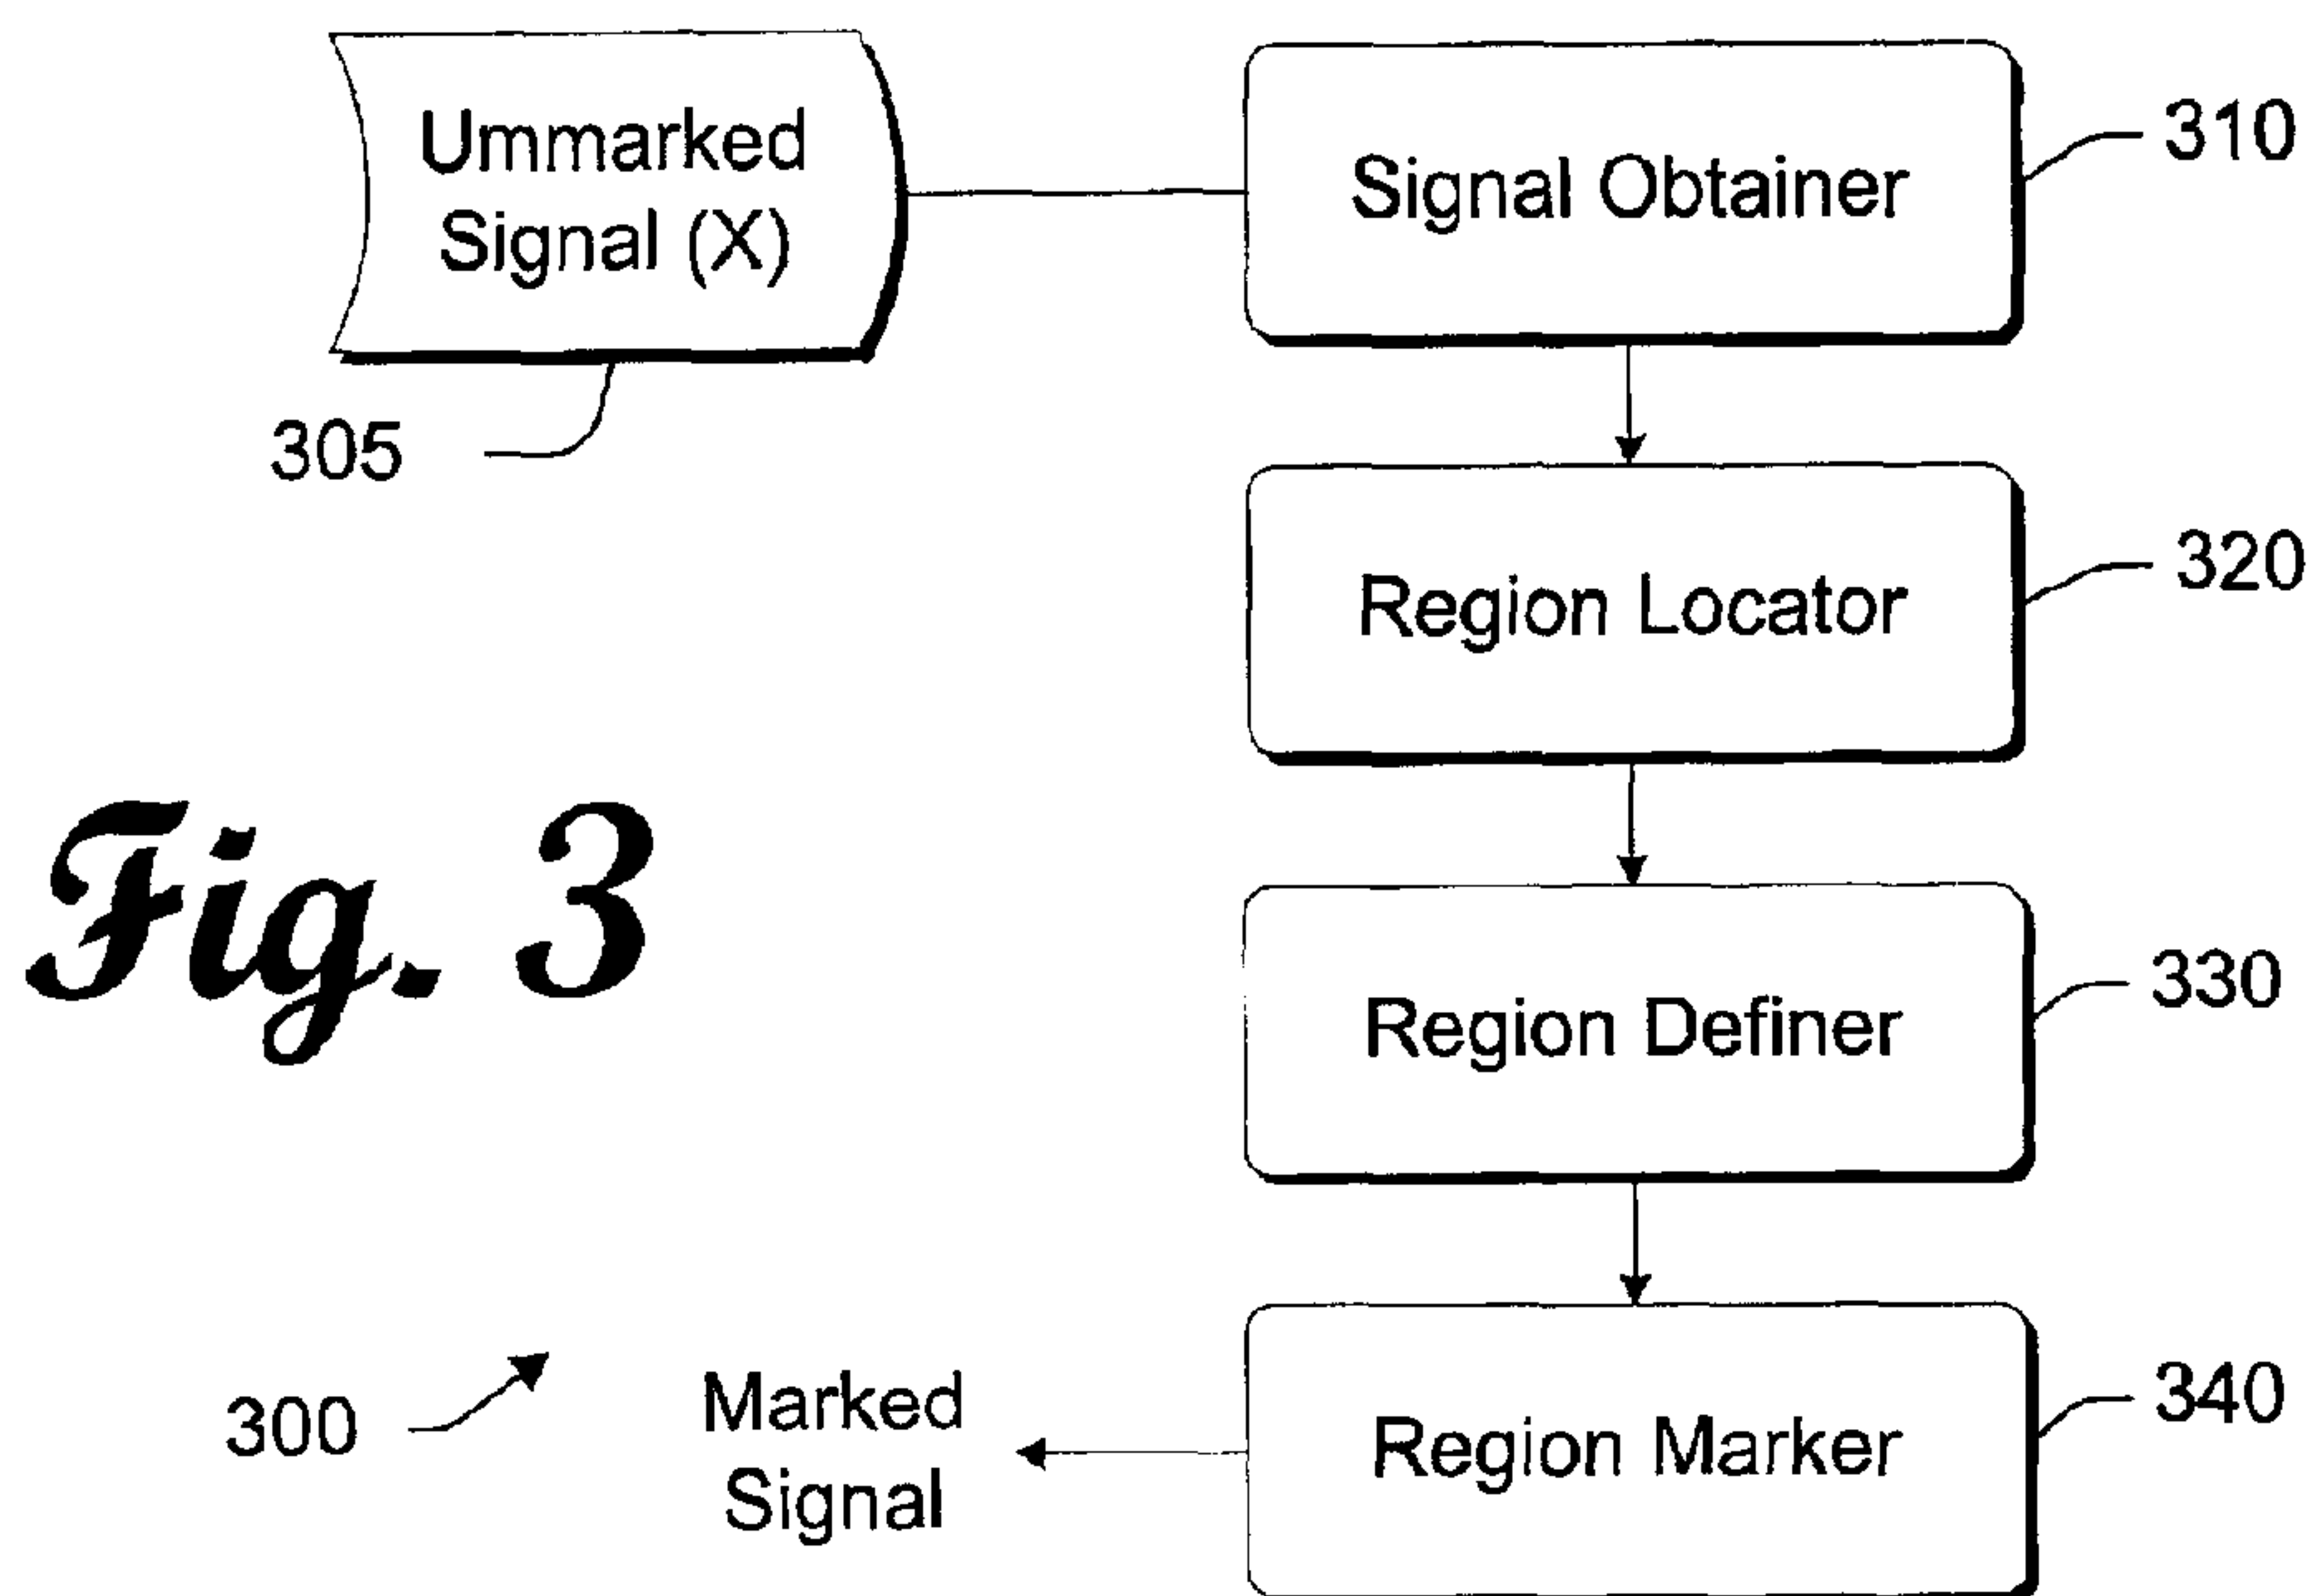 Ummarked
Signal (X)
305
Signal Obtainer
310
Region Locator
320
Fig. 3
Region Definer
330
300
Marked
Signal
Region Marker
340